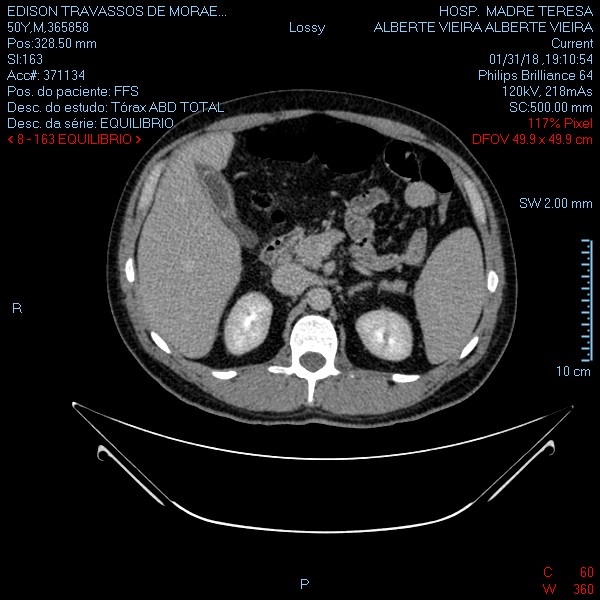 EDISON TRAVASSOS DE MORAE...
50Y,M,365858
Pos:328.50 mm
SI:163
Acc#: 371134
Pos. do paciente: FFS
Desc. do estudo: Tórax ABD TOTAL
Desc. da série: EQUILIBRIO
< 8 - 163 EQUILIBRIO >
Lossy
HOSP. MADRE TERESA
ALBERTE VIEIRA ALBERTE VIEIRA
Current
01/31/18 ,19:10:54
Philips Brilliance 64
120kV, 218mAs
SC:500.00 mm
117% Pixel
DFOV 49.9 x 49.9 cm
SW 2.00 mm
R
10 cm
P
C 60
W 360